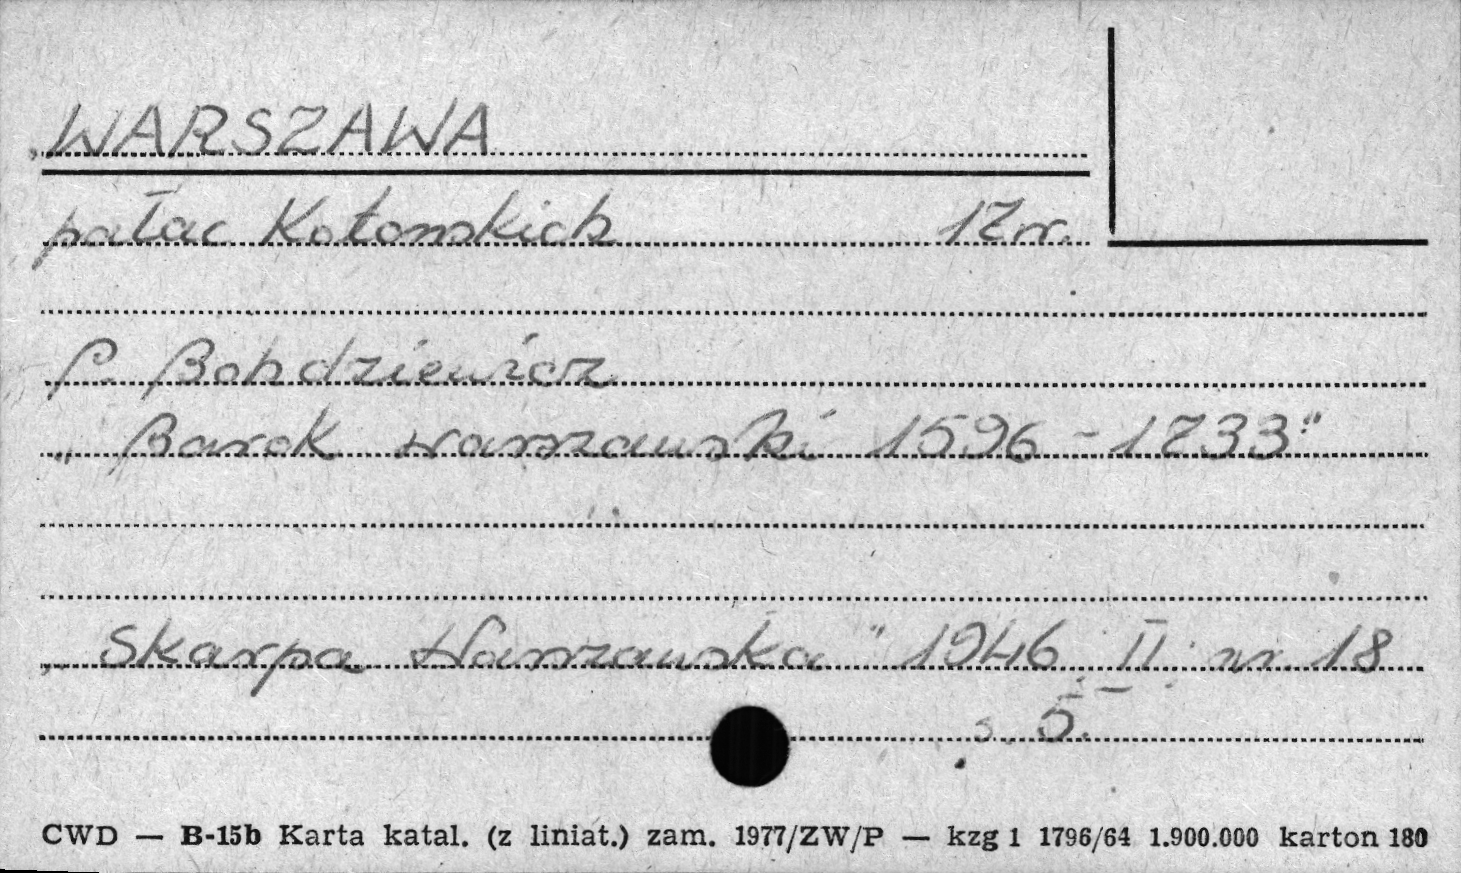 WARSZAWA
pałac Kotowskich 17 w.
P. Bohdziewicz
„Barok warszawski 1596-1733"
„Skarpa Warszawska" 1946 II nr. 18
s. 5.
CWD — B-15b Karta katal. (z liniat.) zam. 1977/ZW/P — kzg 1 1796/64 1.900.000 karton 180